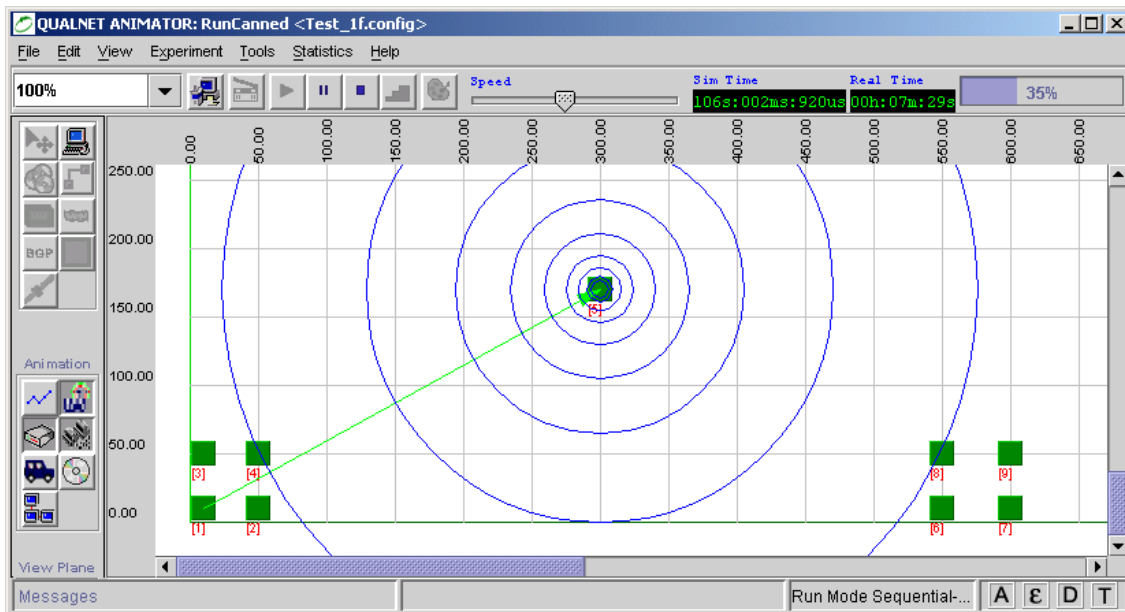 QUALNET ANIMATOR: RunCanned <Test_1f.config>
File Edit View Experiment Tools Statistics Help
100%
Speed
Sim Time
106s:002ms:920us
Real Time
00h:07m:29s
35%
0.00 50.00 100.00 150.00 200.00 250.00 300.00 350.00 400.00 450.00 500.00 550.00 600.00 650.00
250.00
200.00
BGP
150.00
[5]
Animation
100.00
50.00
[3] [4] [8] [9]
0.00
[1] [2] [6] [7]
View Plane
Messages
Run Mode Sequential-...
A ε D T